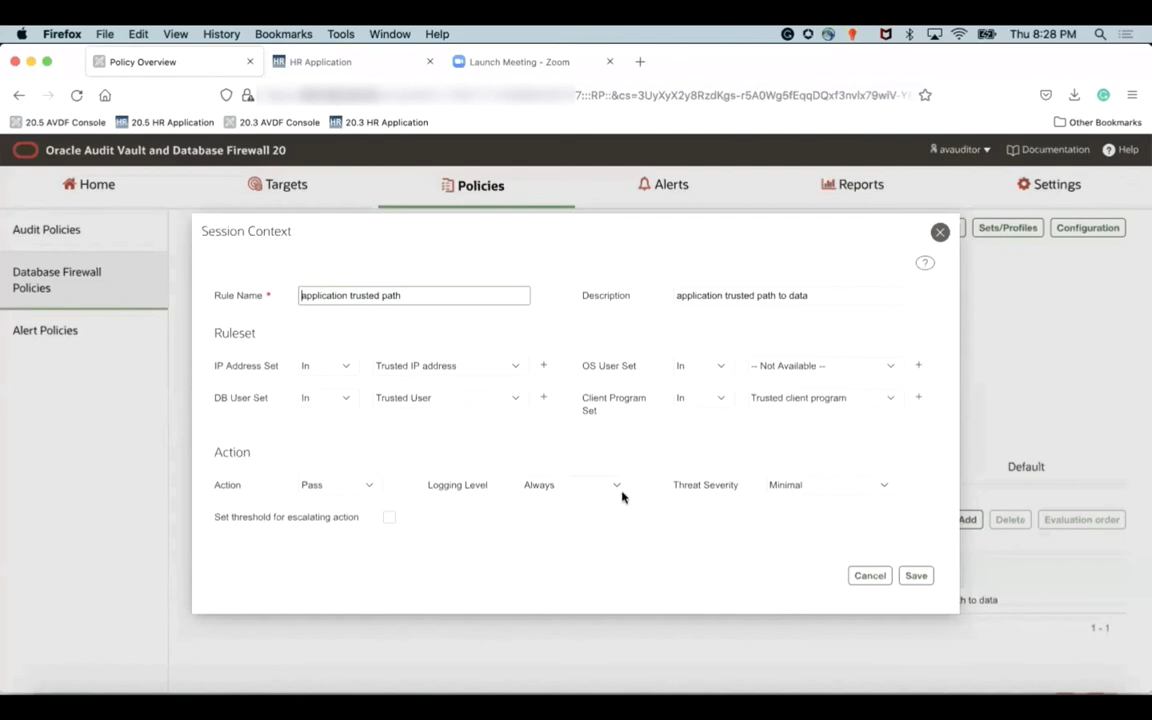 Firefox File Edit View History Bookmarks Tools Window Help Thu 8:28 PM
Policy Overview HR HR Application Launch Meeting - Zoom
7:::RP::&cs=3UyXyX2y8RzdKgs-r5A0Wg5fEqqDQxf3nvlx79wiV-Y
20.5 AVDF Console HR 20.5 HR Application 20.3 AVDF Console HR 20.3 HR Application Other Bookmarks
Oracle Audit Vault and Database Firewall 20 avauditor Documentation ? Help
Home Targets Policies Alerts Reports Settings
Audit Policies
Database Firewall
Policies
Alert Policies
Sets/Profiles Configuration
Session Context
?
Rule Name * application trusted path Description application trusted path to data
Ruleset
IP Address Set In Trusted IP address + OS User Set In -- Not Available -- +
DB User Set In Trusted User + Client Program In Trusted client program +
Set
Action
Action Pass Logging Level Always Threat Severity Minimal
Set threshold for escalating action
Cancel Save
Default
Add Delete Evaluation order
h to data
1 - 1